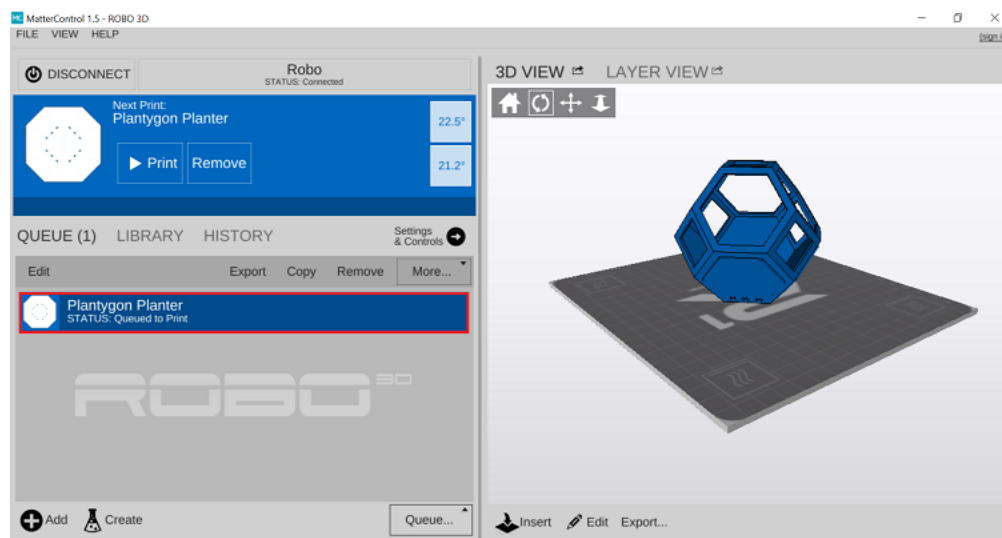 MatterControl 1.5 - ROBO 3D
FILE VIEW HELP
DISCONNECT
Robo
STATUS: Connected
Next Print:
Plantygon Planter
Print Remove
22.5°
21.2°
QUEUE (1) LIBRARY HISTORY
Settings
& Controls
Edit Export Copy Remove More...
Plantygon Planter
STATUS: Queued to Print
ROBO 3D
Add Create Queue...
3D VIEW LAYER VIEW
Insert Edit Export...